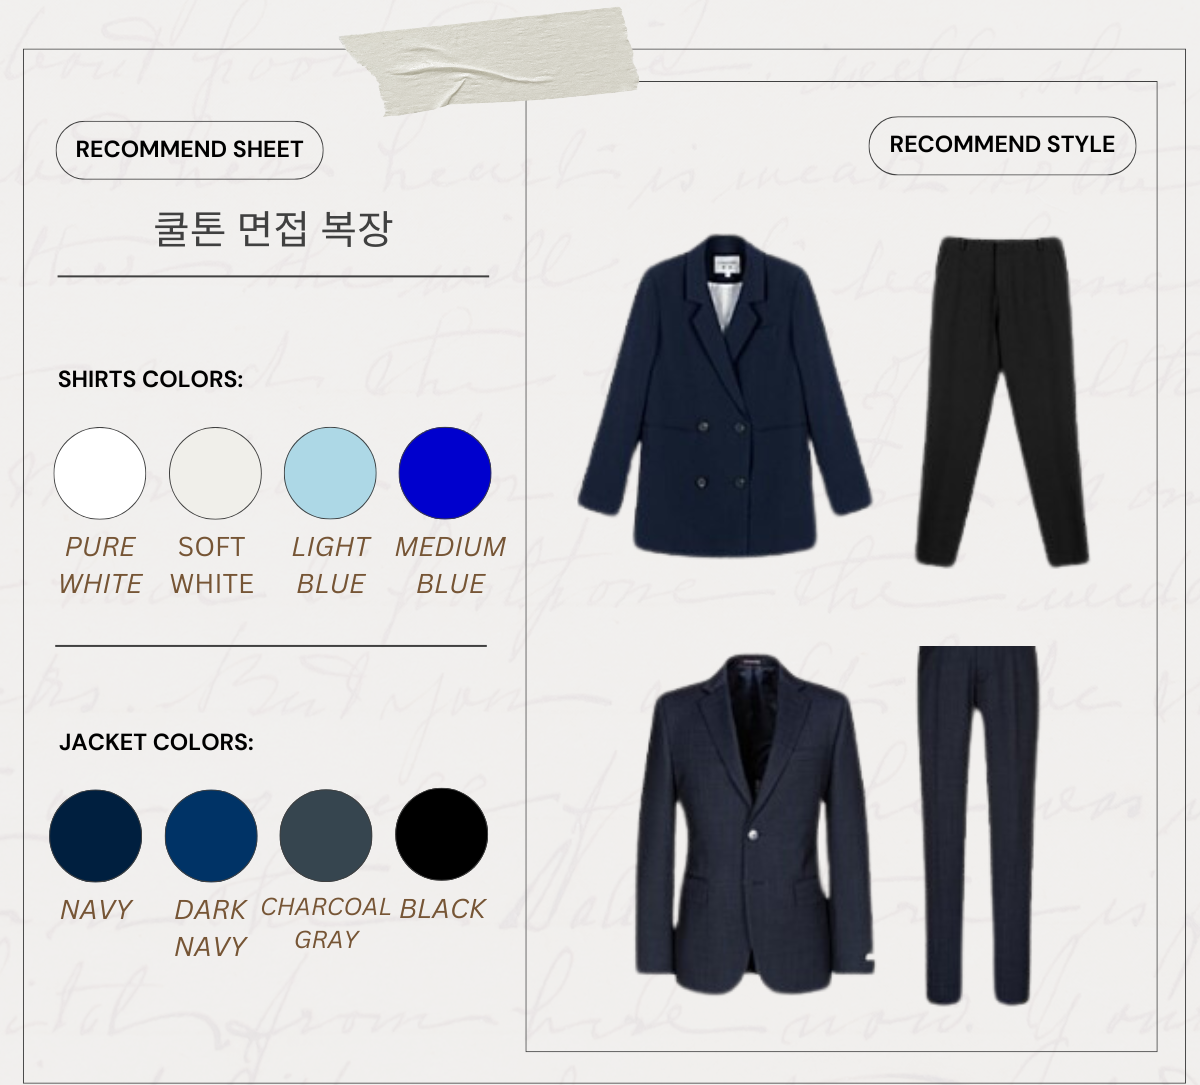 RECOMMEND SHEET
쿨톤 면접 복장
SHIRTS COLORS:
PURE
WHITE
SOFT
WHITE
LIGHT
BLUE
MEDIUM
BLUE
JACKET COLORS:
NAVY
DARK
NAVY
CHARCOAL
GRAY
BLACK
RECOMMEND STYLE